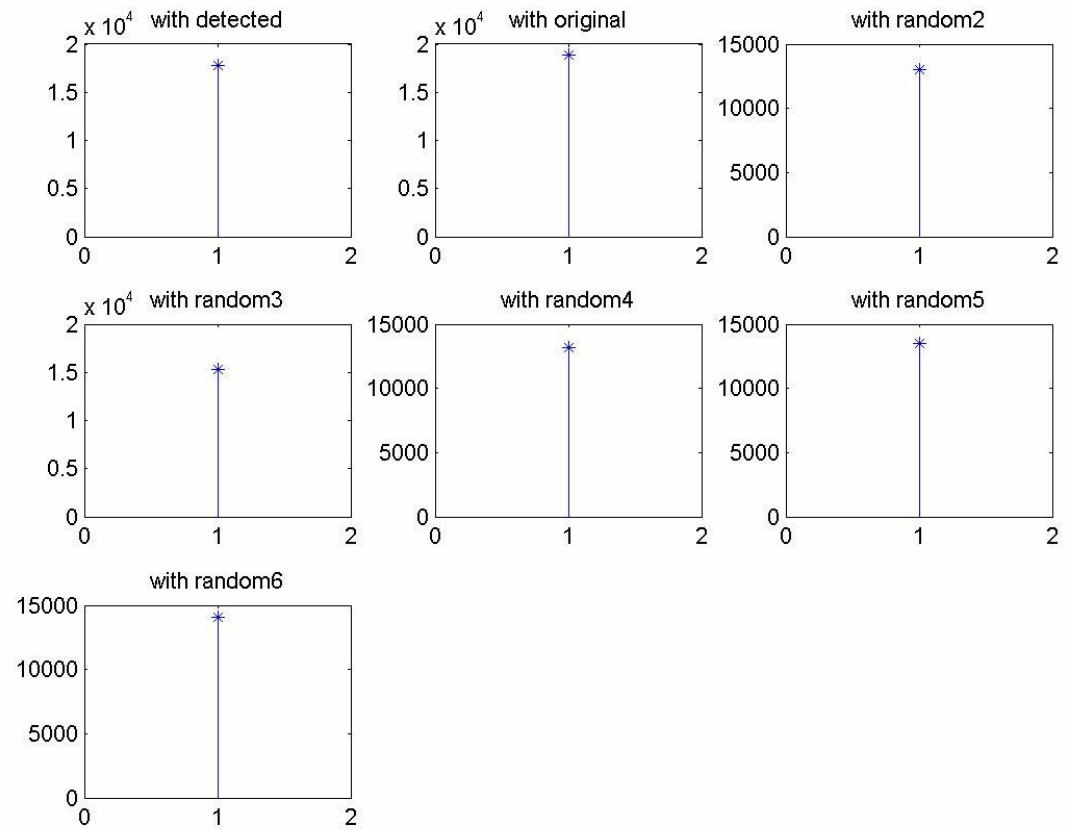 x 10^4 with detected
2
1.5
1
0.5
0
0 1 2
x 10^4 with original
2
1.5
1
0.5
0
0 1 2
with random2
15000
10000
5000
0
0 1 2
x 10^4 with random3
2
1.5
1
0.5
0
0 1 2
with random4
15000
10000
5000
0
0 1 2
with random5
15000
10000
5000
0
0 1 2
with random6
15000
10000
5000
0
0 1 2